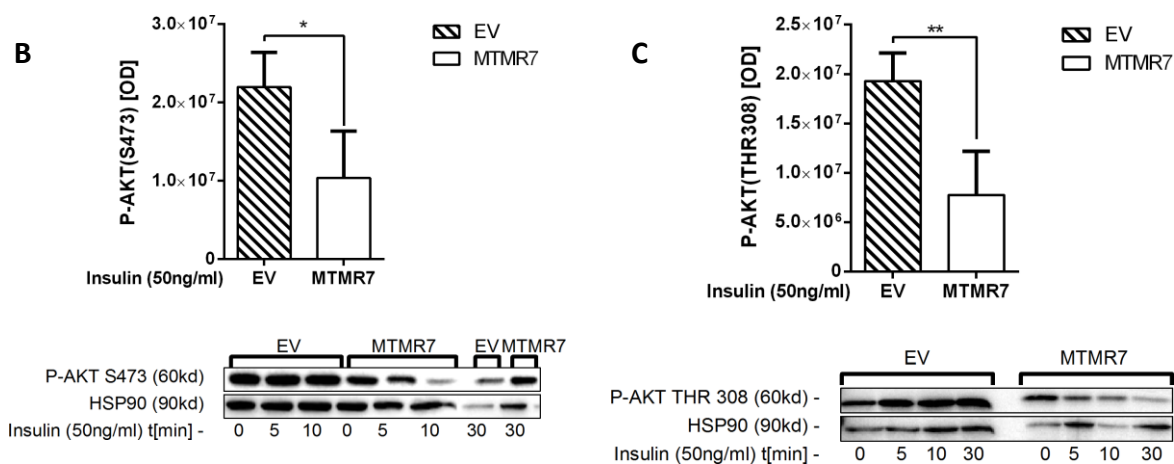 B
3.0×10⁷
2.0×10⁷
1.0×10⁷
0
P-AKT(S473) [OD]
*
EV
MTMR7
Insulin (50ng/ml) EV MTMR7
EV MTMR7 EV MTMR7
P-AKT S473 (60kd)
HSP90 (90kd)
Insulin (50ng/ml) t[min] - 0 5 10 0 5 10 30 30
C
2.5×10⁷
2.0×10⁷
1.5×10⁷
1.0×10⁷
5.0×10⁶
0
P-AKT(THR308) [OD]
**
EV
MTMR7
Insulin (50ng/ml) EV MTMR7
EV MTMR7
P-AKT THR 308 (60kd) -
HSP90 (90kd) -
Insulin (50ng/ml) t[min] - 0 5 10 30 0 5 10 30